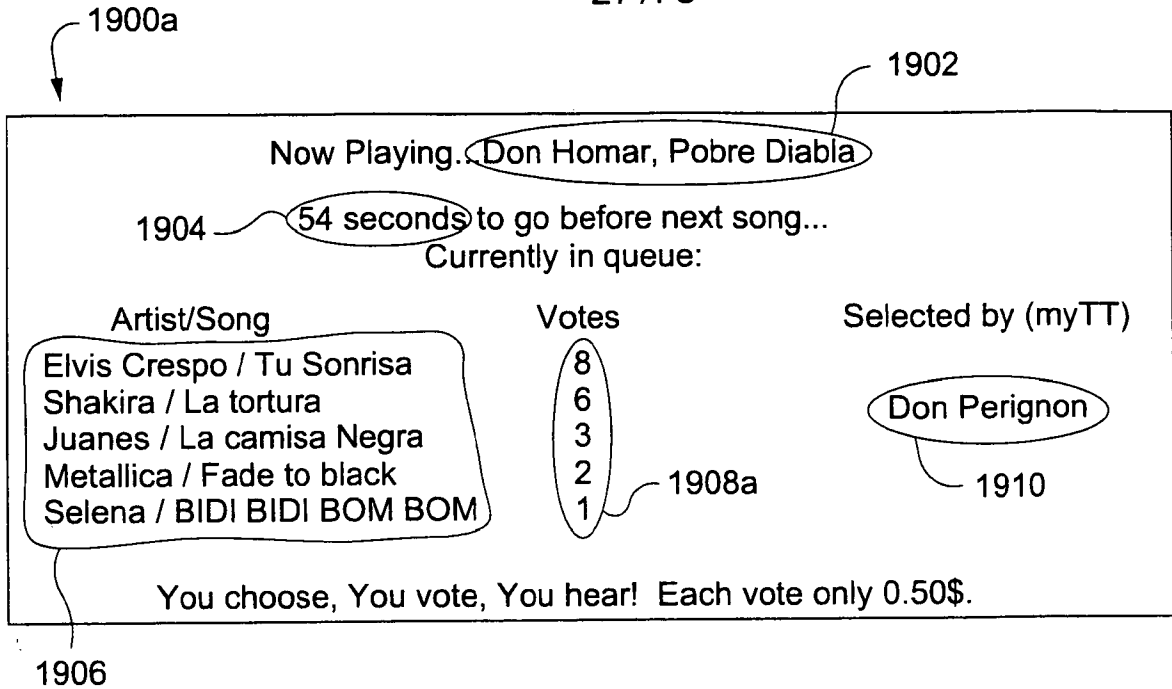 1900a
1902
Now Playing...Don Homar, Pobre Diabla
1904
54 seconds to go before next song...
Currently in queue:
Artist/Song Votes Selected by (myTT)
Elvis Crespo / Tu Sonrisa 8
Shakira / La tortura 6 Don Perignon
Juanes / La camisa Negra 3
Metallica / Fade to black 2 1908a 1910
Selena / BIDI BIDI BOM BOM 1
You choose, You vote, You hear! Each vote only 0.50$.
1906